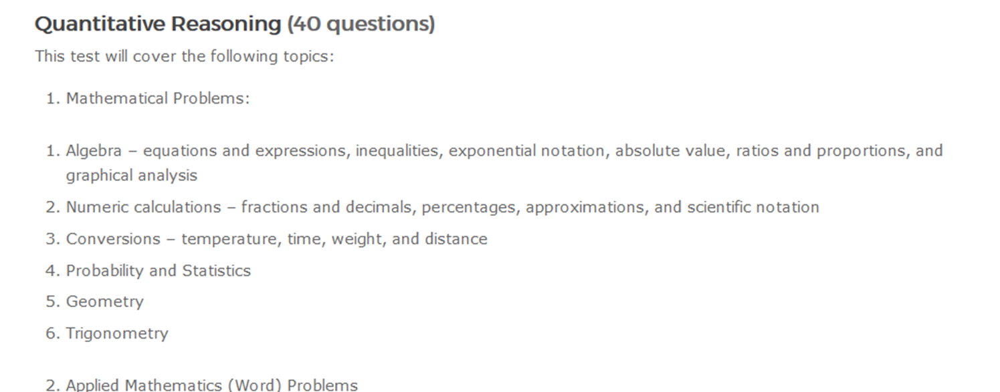 Quantitative Reasoning (40 questions)
This test will cover the following topics:
1. Mathematical Problems:
1. Algebra – equations and expressions, inequalities, exponential notation, absolute value, ratios and proportions, and
graphical analysis
2. Numeric calculations – fractions and decimals, percentages, approximations, and scientific notation
3. Conversions – temperature, time, weight, and distance
4. Probability and Statistics
5. Geometry
6. Trigonometry
2. Applied Mathematics (Word) Problems